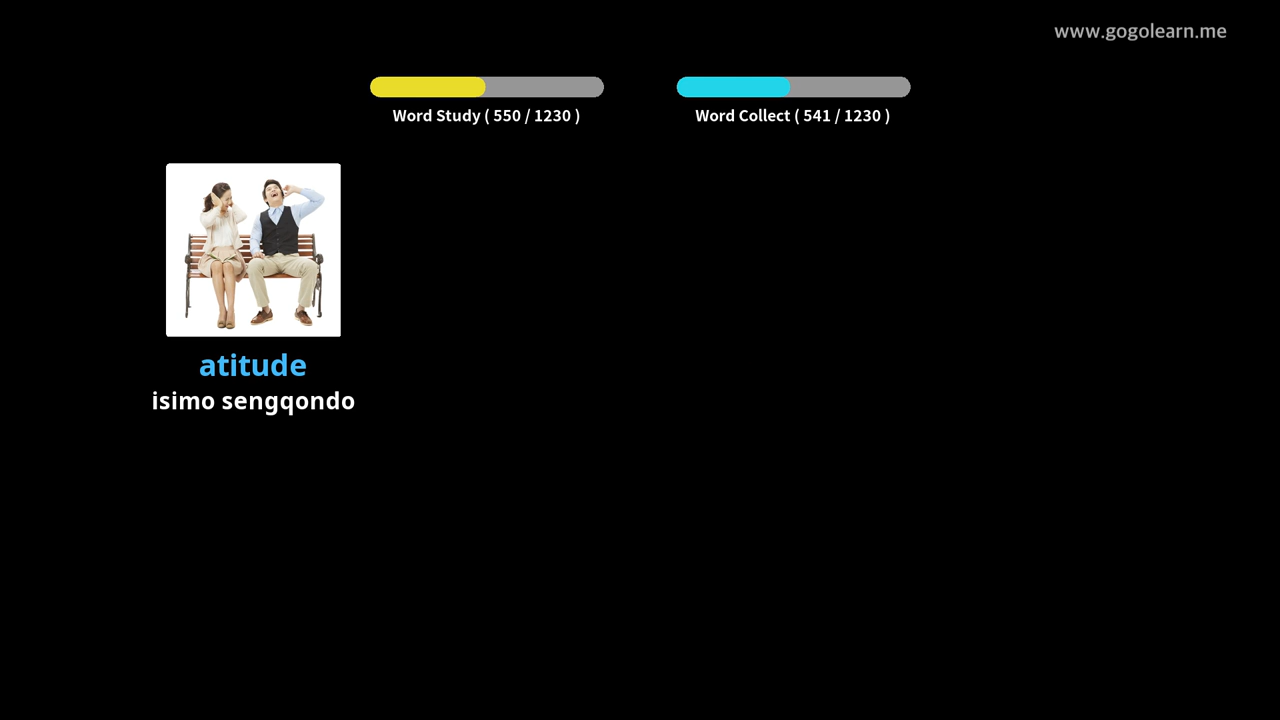 www.gogolearn.me
Word Study ( 550 / 1230 )
Word Collect ( 541 / 1230 )
atitude
isimo sengqondo